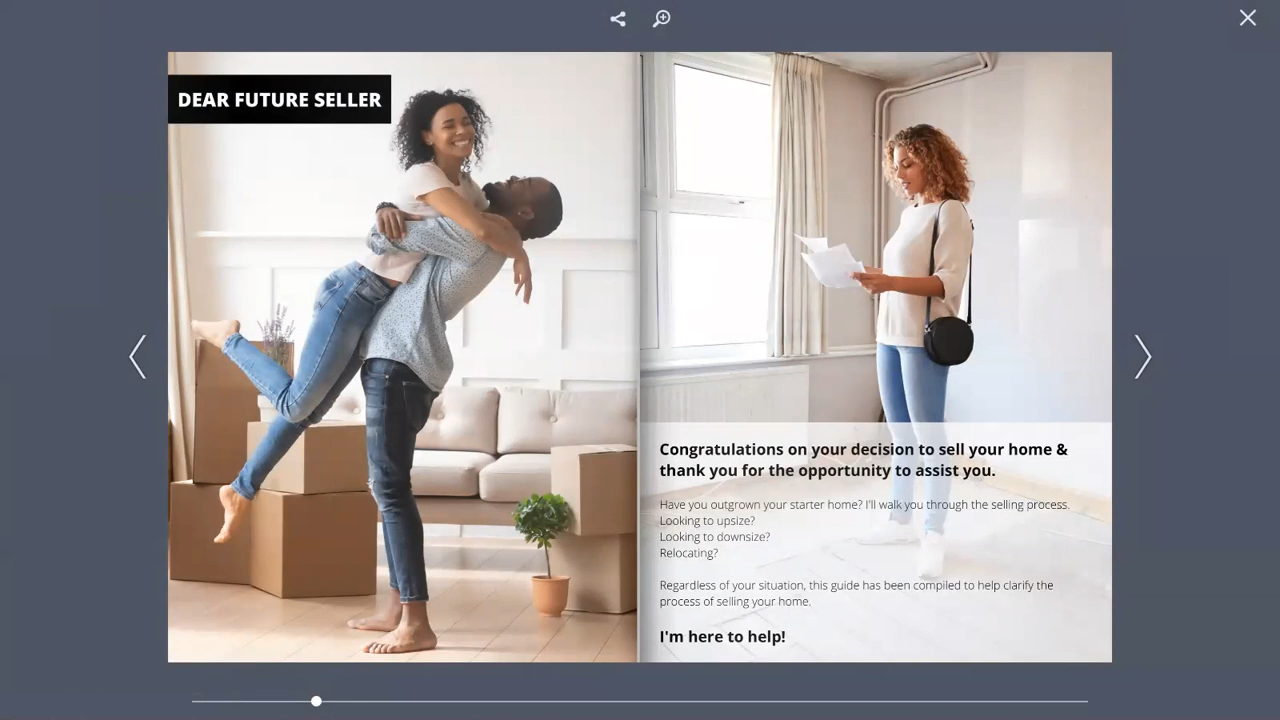 DEAR FUTURE SELLER
Congratulations on your decision to sell your home &
thank you for the opportunity to assist you.
Have you outgrown your starter home? I'll walk you through the selling process.
Looking to upsize?
Looking to downsize?
Relocating?
Regardless of your situation, this guide has been compiled to help clarify the
process of selling your home.
I'm here to help!